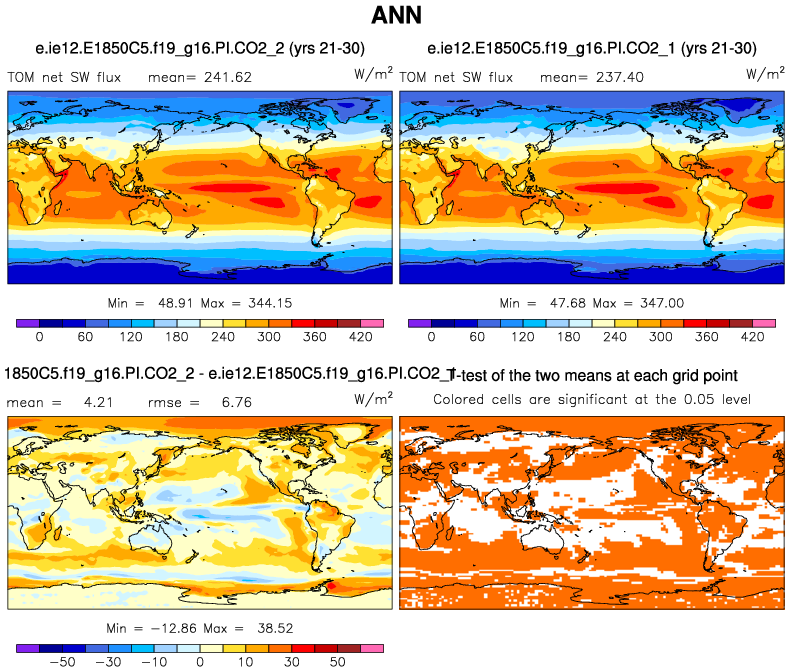 ANN
e.ie12.E1850C5.f19_g16.PI.CO2_2 (yrs 21-30)
e.ie12.E1850C5.f19_g16.PI.CO2_1 (yrs 21-30)
TOM net SW flux mean= 241.62 W/m²
TOM net SW flux mean= 237.40 W/m²
Min = 48.91 Max = 344.15
Min = 47.68 Max = 347.00
0 60 120 180 240 300 360 420
0 60 120 180 240 300 360 420
1850C5.f19_g16.PI.CO2_2 - e.ie12.E1850C5.f19_g16.PI.CO2_1
T-test of the two means at each grid point
mean = 4.21 rmse = 6.76 W/m²
Colored cells are significant at the 0.05 level
Min = −12.86 Max = 38.52
−50 −30 −10 0 10 30 50